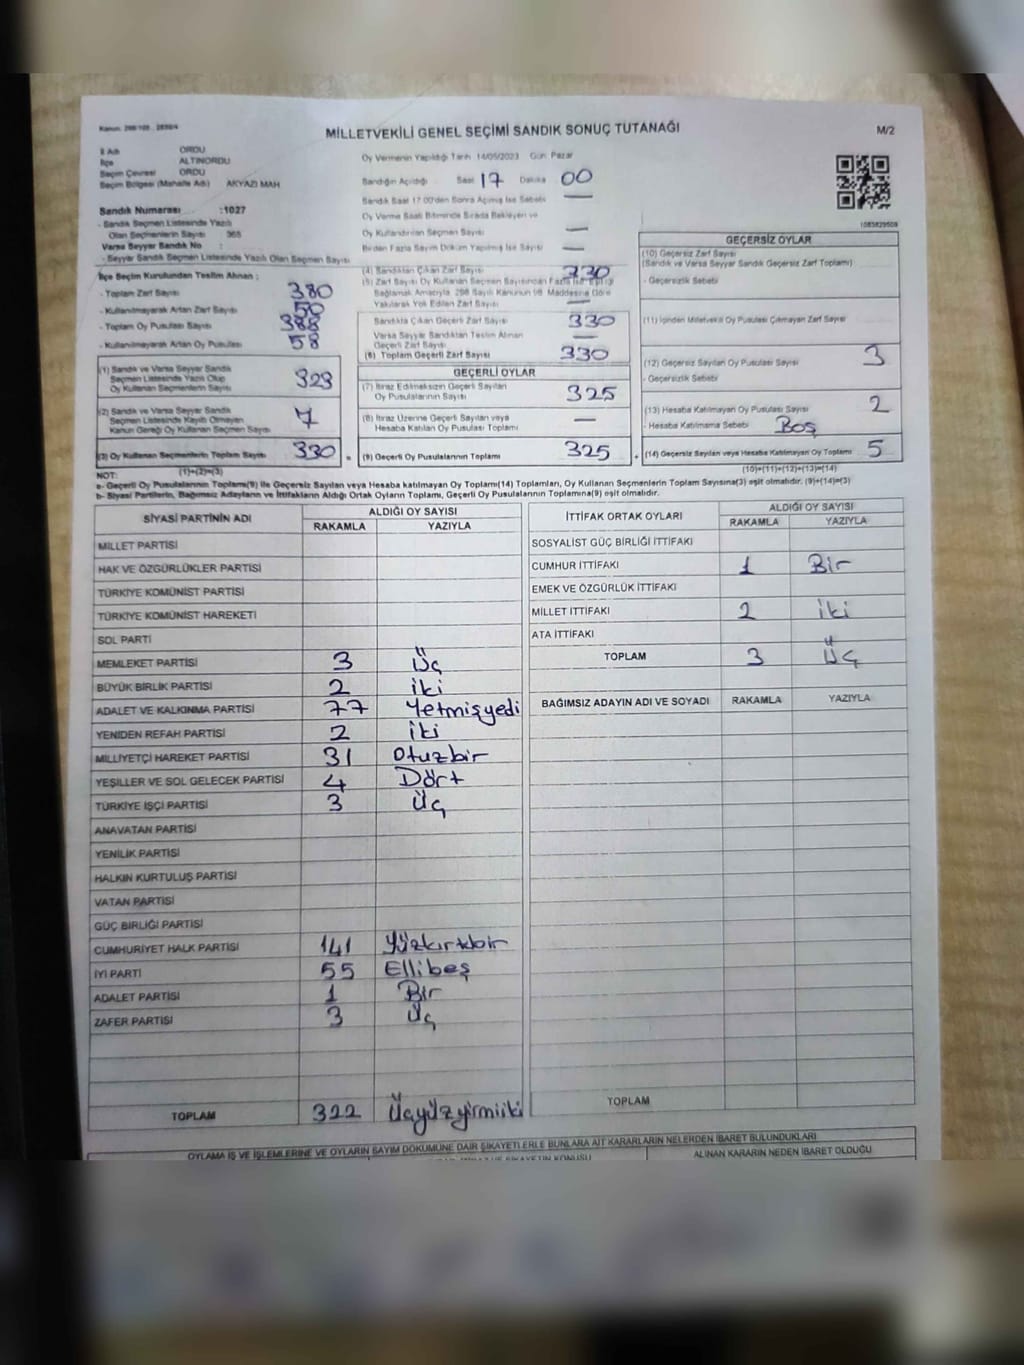 MİLLETVEKİLİ GENEL SEÇİMİ SANDIK SONUÇ TUTANAĞI
M/2
İl Adı ORDU
İlçe ALTINORDU
Seçim Çevresi ORDU
Seçim Bölgesi (Mahalle Adı) AKYAZI MAH
Sandık Numarası :1027
- Sandık Seçmen Listesinde Yazılı
Olan Seçmenlerin Sayısı 365
Varsa Seyyar Sandık No :
- Seyyar Sandık Seçmen Listesinde Yazılı Olan Seçmen Sayısı
Oy Vermenin Yapıldığı Tarih 14/05/2023 Gün Pazar
Sandığın Açıldığı Saat 17 Dakika 00
Sandık Saat 17:00'den Sonra Açılmış İse Sebebi —
Oy Verme Saati Bitiminde Sırada Bekleyen ve
Oy Kullandırılan Seçmen Sayısı —
Birden Fazla Sayım Döküm Yapılmış İse Sayısı —
1083829509
İlçe Seçim Kurulundan Teslim Alınan ;
- Toplam Zarf Sayısı 380
- Kullanılmayarak Artan Zarf Sayısı 50
- Toplam Oy Pusulası Sayısı 388
- Kullanılmayarak Artan Oy Pusulası 58
(1) Sandık ve Varsa Seyyar Sandık
Seçmen Listesinde Yazılı Olup
Oy Kullanan Seçmenlerin Sayısı 323
(2) Sandık ve Varsa Seyyar Sandık
Seçmen Listesinde Kayıtlı Olmayan
Kanun Gereği Oy Kullanan Seçmen Sayısı 7
(3) Oy Kullanan Seçmenlerin Toplam Sayısı 330
(1)+(2)=(3)
(4) Sandıktan Çıkan Zarf Sayısı 330
(5) Zarf Sayısı Oy Kullanan Seçmen Sayısından Fazla İse Eşitliği
Sağlamak Amacıyla, 298 Sayılı Kanunun 98. Maddesine Göre
Yakılarak Yok Edilen Zarf Sayısı —
Sandıkta Çıkan Geçerli Zarf Sayısı 330
Varsa Seyyar Sandıktan Teslim Alınan
Geçerli Zarf Sayısı —
(6) Toplam Geçerli Zarf Sayısı 330
GEÇERLİ OYLAR
(7) İtiraz Edilmeksizin Geçerli Sayılan
Oy Pusulalarının Sayısı 325
(8) İtiraz Üzerine Geçerli Sayılan veya
Hesaba Katılan Oy Pusulası Toplamı —
(9) Geçerli Oy Pusulalarının Toplamı 325
GEÇERSİZ OYLAR
(10) Geçersiz Zarf Sayısı
(Sandık ve Varsa Seyyar Sandık Geçersiz Zarf Toplamı)
- Geçersizlik Sebebi
(11) İçinden Milletvekili Oy Pusulası Çıkmayan Zarf Sayısı
(12) Geçersiz Sayılan Oy Pusulası Sayısı 3
- Geçersizlik Sebebi
(13) Hesaba Katılmayan Oy Pusulası Sayısı 2
- Hesaba Katılmama Sebebi Boş
(14) Geçersiz Sayılan veya Hesaba Katılmayan Oy Toplamı 5
(10)+(11)+(12)+(13)=(14)
NOT:
a- Geçerli Oy Pusulalarının Toplamı(9) ile Geçersiz Sayılan veya Hesaba katılmayan Oy Toplamı(14) Toplamları, Oy Kullanan Seçmenlerin Toplam Sayısına(3) eşit olmalıdır. (9)+(14)=(3)
b- Siyasi Partilerin, Bağımsız Adayların ve İttifakların Aldığı Ortak Oyların Toplamı, Geçerli Oy Pusulalarının Toplamına(9) eşit olmalıdır.
SİYASİ PARTİNİN ADI ALDIĞI OY SAYISI
RAKAMLA YAZIYLA
MİLLET PARTİSİ
HAK VE ÖZGÜRLÜKLER PARTİSİ
TÜRKİYE KOMÜNİST PARTİSİ
TÜRKİYE KOMÜNİST HAREKETİ
SOL PARTİ
MEMLEKET PARTİSİ 3 Üç
BÜYÜK BİRLİK PARTİSİ 2 iki
ADALET VE KALKINMA PARTİSİ 77 Yetmişyedi
YENİDEN REFAH PARTİSİ 2 iki
MİLLİYETÇİ HAREKET PARTİSİ 31 Otuzbir
YEŞİLLER VE SOL GELECEK PARTİSİ 4 Dört
TÜRKİYE İŞÇİ PARTİSİ 3 Üç
ANAVATAN PARTİSİ
YENİLİK PARTİSİ
HALKIN KURTULUŞ PARTİSİ
VATAN PARTİSİ
GÜÇ BİRLİĞİ PARTİSİ
CUMHURİYET HALK PARTİSİ 141 Yüzkırkbir
İYİ PARTİ 55 Ellibeş
ADALET PARTİSİ 1 Bir
ZAFER PARTİSİ 3 Üç
TOPLAM 322 Üçyüzyirmiiki
İTTİFAK ORTAK OYLARI ALDIĞI OY SAYISI
RAKAMLA YAZIYLA
SOSYALİST GÜÇ BİRLİĞİ İTTİFAKI
CUMHUR İTTİFAKI 1 Bir
EMEK VE ÖZGÜRLÜK İTTİFAKI
MİLLET İTTİFAKI 2 iki
ATA İTTİFAKI
TOPLAM 3 Üç
BAĞIMSIZ ADAYIN ADI VE SOYADI RAKAMLA YAZIYLA
TOPLAM
OYLAMA İŞ VE İŞLEMLERİNE VE OYLARIN SAYIM DÖKÜMÜNE DAİR ŞİKAYETLERLE BUNLARA AİT KARARLARIN NELERDEN İBARET BULUNDUKLARI
ALINAN KARARIN NEDEN İBARET OLDUĞU